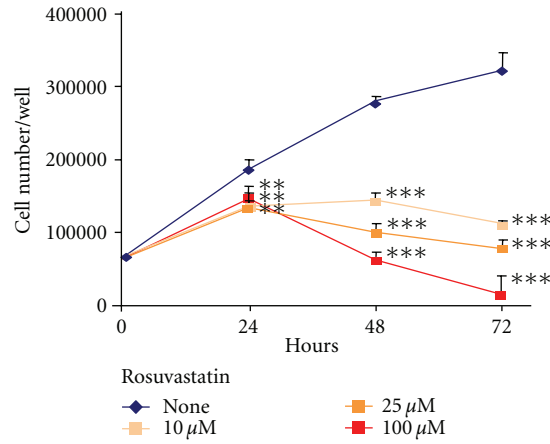 400000
300000
200000
100000
0
Cell number/well
**
**
**
***
***
***
***
***
***
0 24 48 72
Hours
Rosuvastatin
None
10 μM
25 μM
100 μM